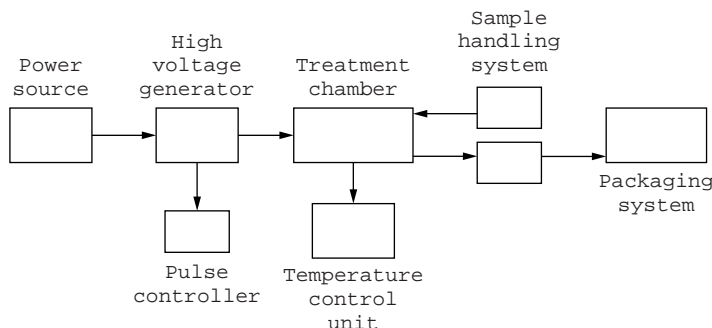 Power
source
High
voltage
generator
Treatment
chamber
Sample
handling
system
Packaging
system
Pulse
controller
Temperature
control
unit